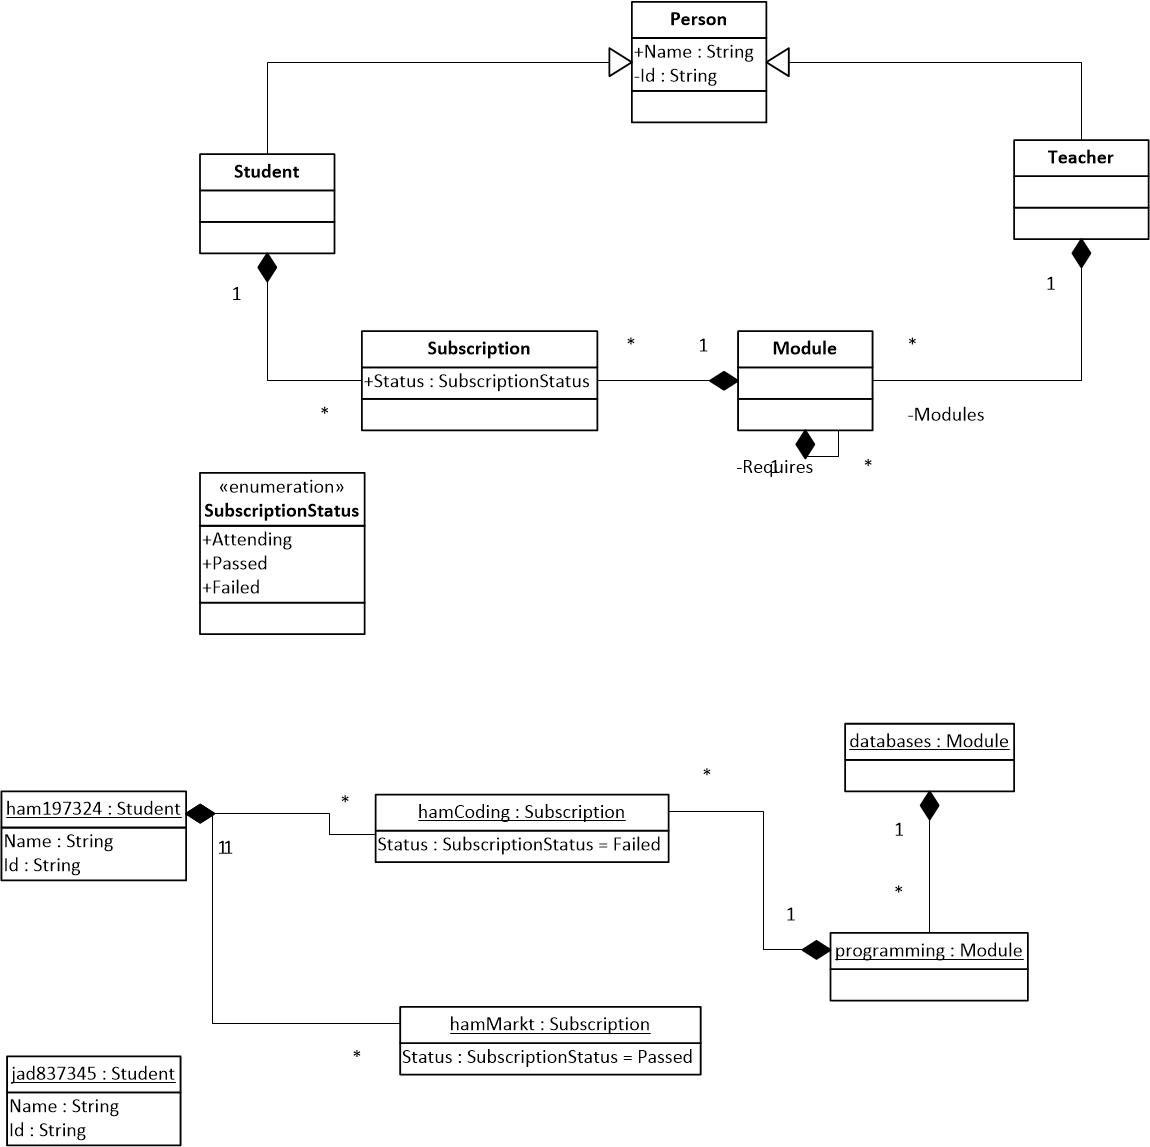 Person
+Name : String
-Id : String
Student
Teacher
1
1
Subscription
+Status : SubscriptionStatus
*
1
Module
*
*
-Modules
-Requires
1
*
«enumeration»
SubscriptionStatus
+Attending
+Passed
+Failed
databases : Module
ham197324 : Student
Name : String
Id : String
*
*
hamCoding : Subscription
Status : SubscriptionStatus = Failed
11
1
*
1
programming : Module
hamMarkt : Subscription
Status : SubscriptionStatus = Passed
*
jad837345 : Student
Name : String
Id : String